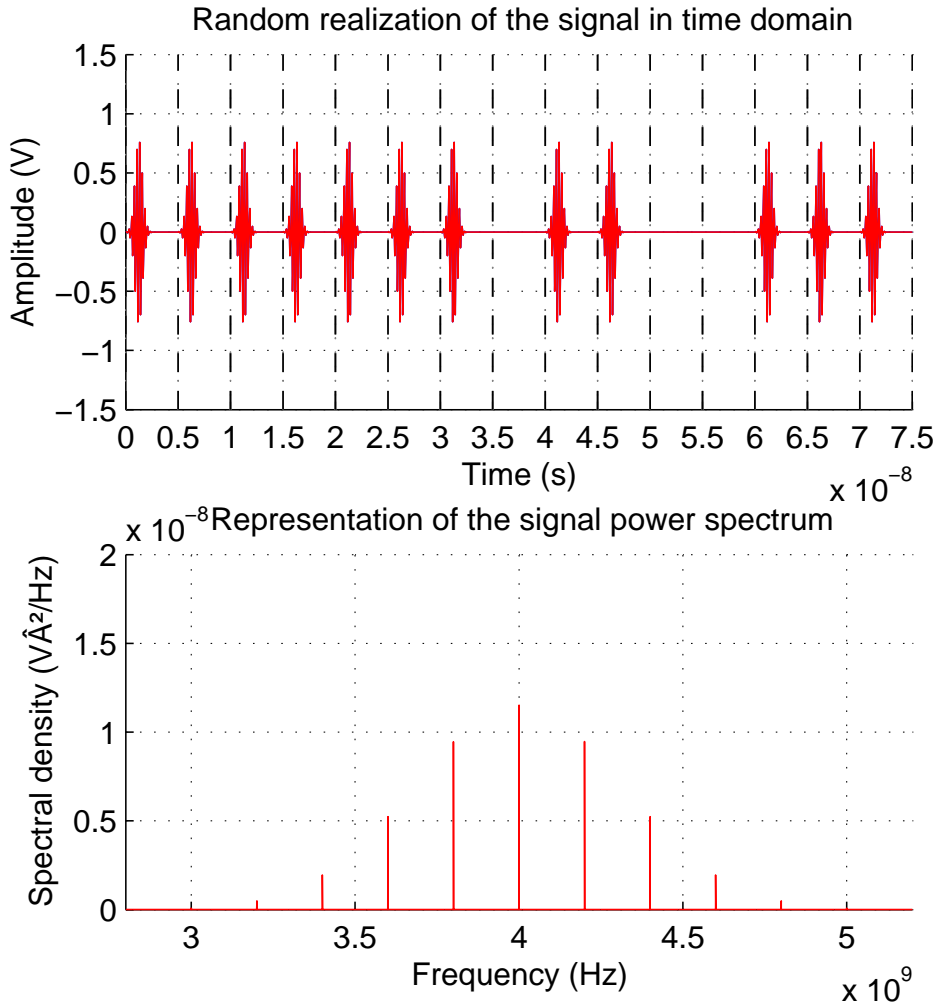 Random realization of the signal in time domain
1.5
1
0.5
0
−0.5
−1
−1.5
Amplitude (V)
0 0.5 1 1.5 2 2.5 3 3.5 4 4.5 5 5.5 6 6.5 7 7.5
Time (s)
x 10⁻⁸
x 10⁻⁸
Representation of the signal power spectrum
2
1.5
1
0.5
0
Spectral density (VÂ²/Hz)
3 3.5 4 4.5 5
Frequency (Hz)
x 10⁹